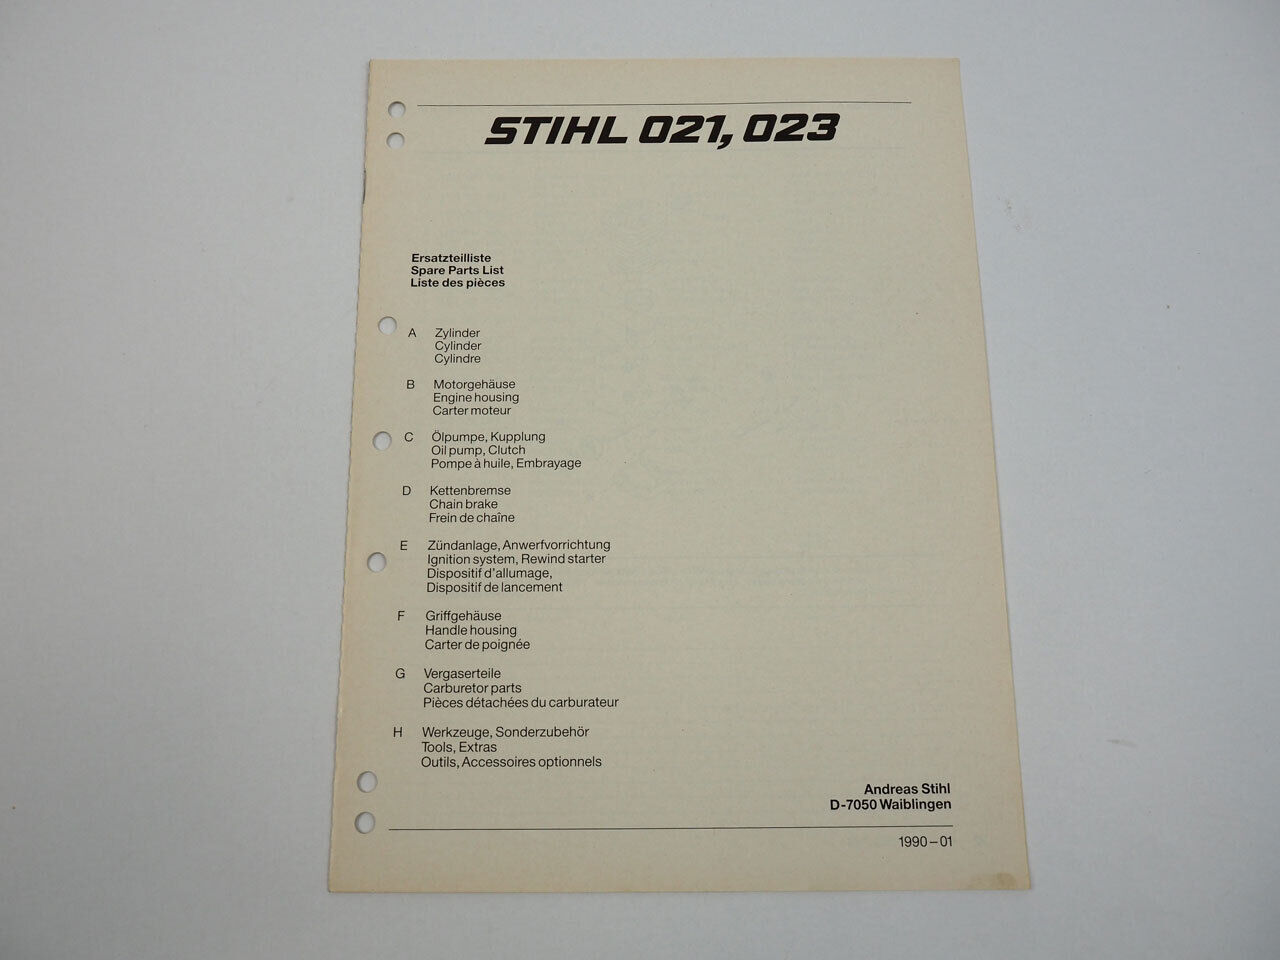 STIHL 021, 023
Ersatzteilliste
Spare Parts List
Liste des pièces
A Zylinder
Cylinder
Cylindre
B Motorgehäuse
Engine housing
Carter moteur
C Ölpumpe, Kupplung
Oil pump, Clutch
Pompe à huile, Embrayage
D Kettenbremse
Chain brake
Frein de chaîne
E Zündanlage, Anwerfvorrichtung
Ignition system, Rewind starter
Dispositif d'allumage,
Dispositif de lancement
F Griffgehäuse
Handle housing
Carter de poignée
G Vergaserteile
Carburetor parts
Pièces détachées du carburateur
H Werkzeuge, Sonderzubehör
Tools, Extras
Outils, Accessoires optionnels
Andreas Stihl
D-7050 Waiblingen
1990–01